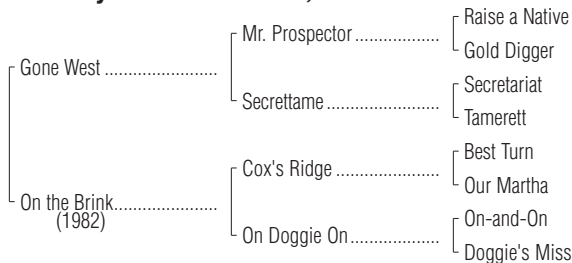 Raise a Native
Mr. Prospector ..................
Gold Digger
Gone West ........................
Secretariat
Secrettame ........................
Tamerett
Best Turn
Cox's Ridge ......................
Our Martha
On the Brink......................
(1982)
On-and-On
On Doggie On...................
Doggie's Miss